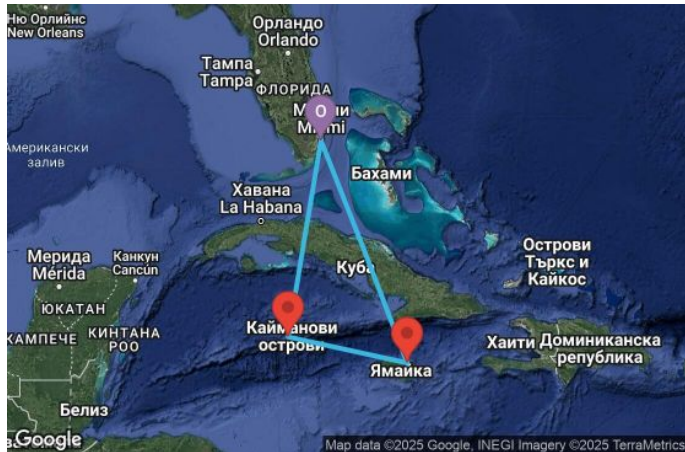 Ню Орлийнс
New Orleans
Орландо
Orlando
Тампа
Tampa
ФЛОРИДА
O
Miami
Американски
залив
Бахами
Хавана
La Habana
Мерида
Mérida
Канкун
Cancún
Куба
Острови
Търкс и
Кайкос
ЮКАТАН
КАМПЕЧЕ
КИНТАНА
РОО
Кайманови
острови
Хаити
Доминиканска
република
Ямайка
Белиз
Google
Map data ©2025 Google, INEGI Imagery ©2025 TerraMetrics